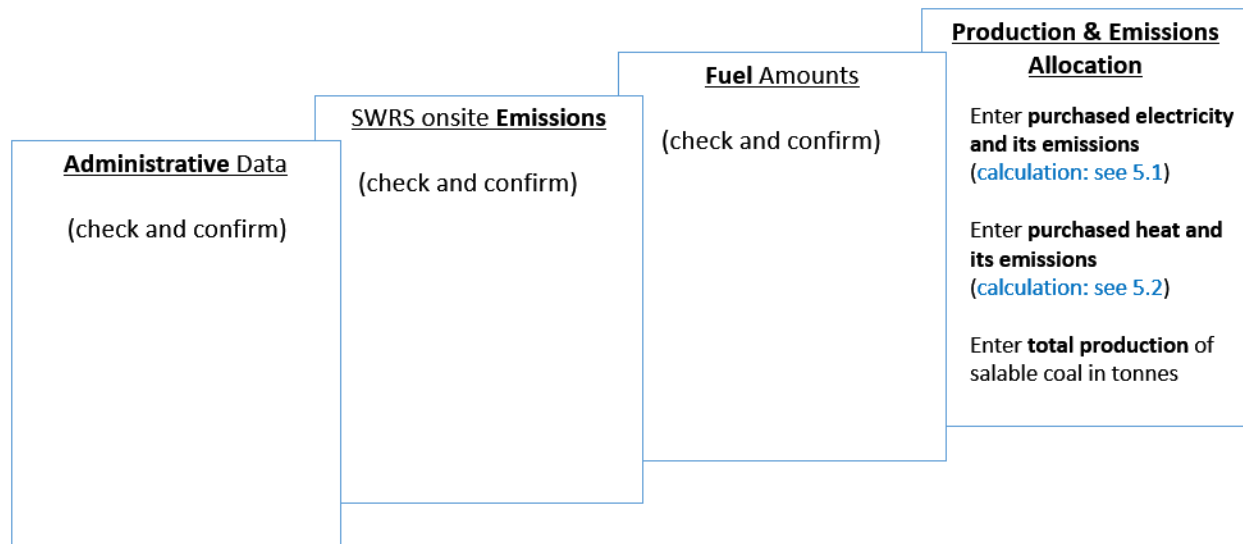 Administrative Data
(check and confirm)
SWRS onsite Emissions
(check and confirm)
Fuel Amounts
(check and confirm)
Production & Emissions
Allocation
Enter purchased electricity
and its emissions
(calculation: see 5.1)
Enter purchased heat and
its emissions
(calculation: see 5.2)
Enter total production of
salable coal in tonnes